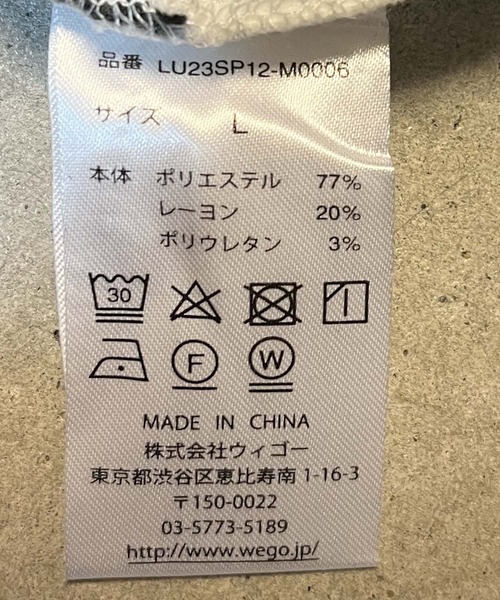 品番 LU23SP12-M0006
サイズ L
本体 ポリエステル 77%
レーヨン 20%
ポリウレタン 3%
30
F W
MADE IN CHINA
株式会社ウィゴー
東京都渋谷区恵比寿南1-16-3
〒150-0022
03-5773-5189
http://www.wego.jp/